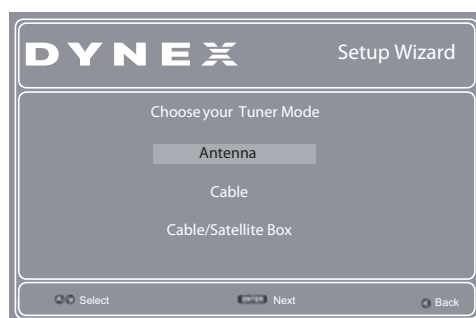 DYNEX
Setup Wizard
Choose your Tuner Mode
Antenna
Cable
Cable/Satellite Box
Select
ENTER Next
Back